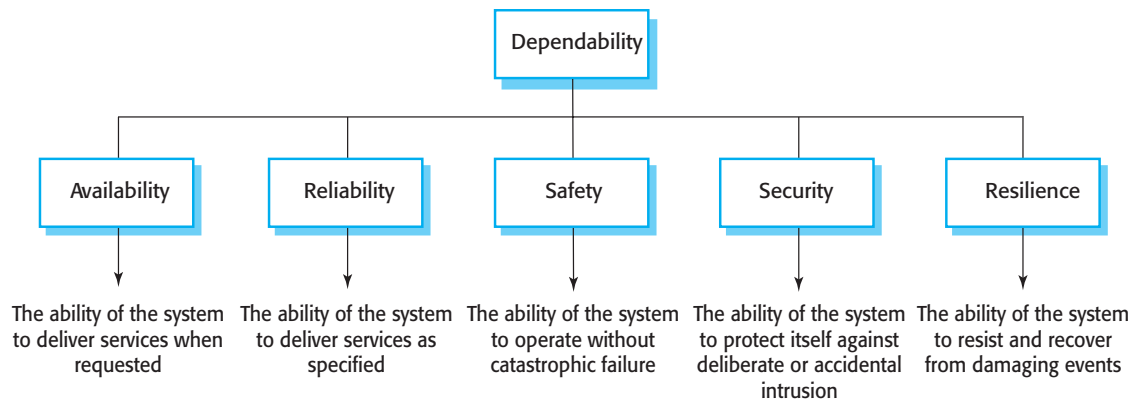 Dependability
Availability
Reliability
Safety
Security
Resilience
The ability of the system
to deliver services when
requested
The ability of the system
to deliver services as
specified
The ability of the system
to operate without
catastrophic failure
The ability of the system
to protect itself against
deliberate or accidental
intrusion
The ability of the system
to resist and recover
from damaging events